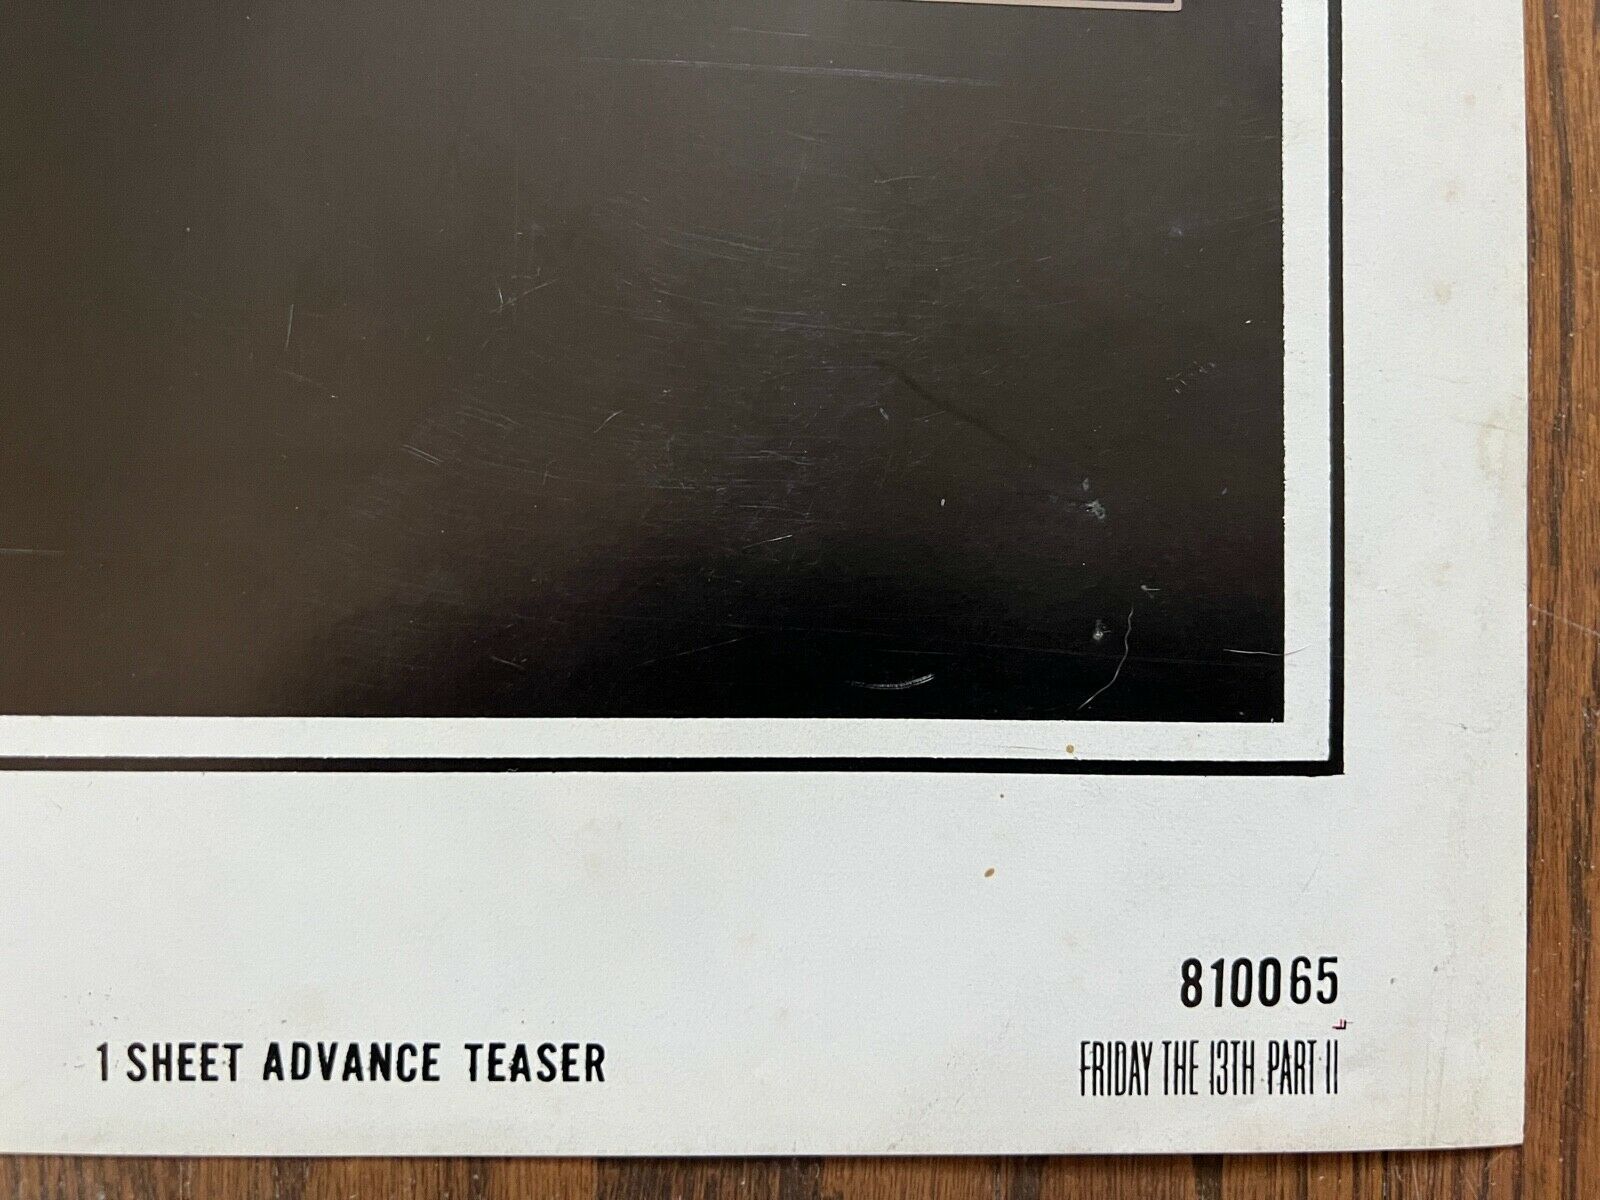 810065
1 SHEET ADVANCE TEASER
FRIDAY THE 13TH PART II